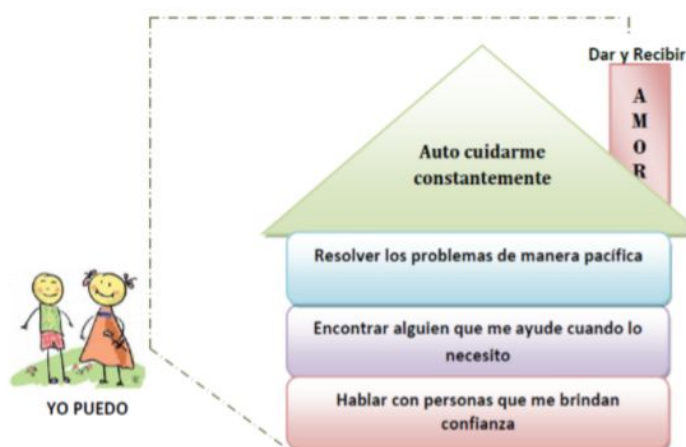 Dar y Recibir
A
M
O
R
Auto cuidarme
constantemente
Resolver los problemas de manera pacífica
Encontrar alguien que me ayude cuando lo
necesito
Hablar con personas que me brindan
confianza
YO PUEDO